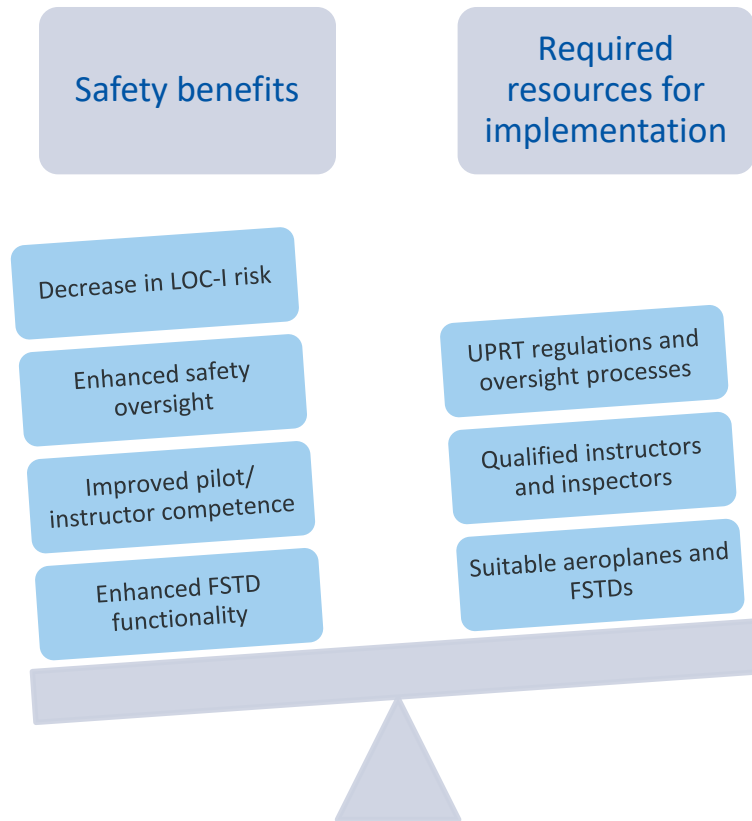 Safety benefits
Required
resources for
implementation
Decrease in LOC-I risk
Enhanced safety
oversight
Improved pilot/
instructor competence
Enhanced FSTD
functionality
UPRT regulations and
oversight processes
Qualified instructors
and inspectors
Suitable aeroplanes and
FSTDs